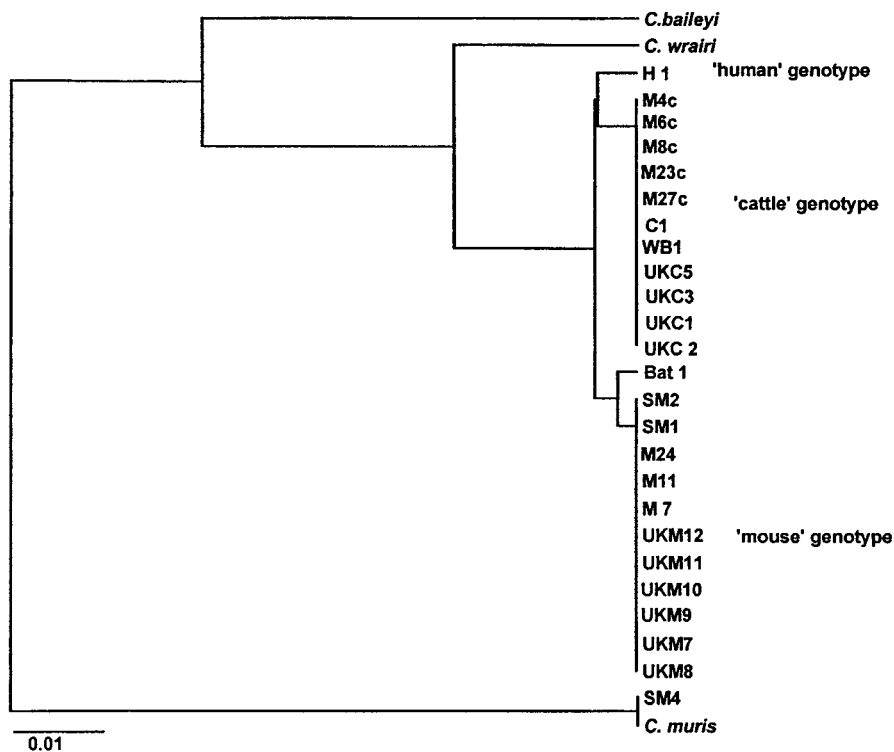 C.baileyi
C. wrairi
H 1 'human' genotype
M4c
M6c
M8c
M23c
M27c
'cattle' genotype
C1
WB1
UKC5
UKC3
UKC1
UKC 2
Bat 1
SM2
SM1
M24
M11
M 7
UKM12 'mouse' genotype
UKM11
UKM10
UKM9
UKM7
UKM8
SM4
C. muris
0.01